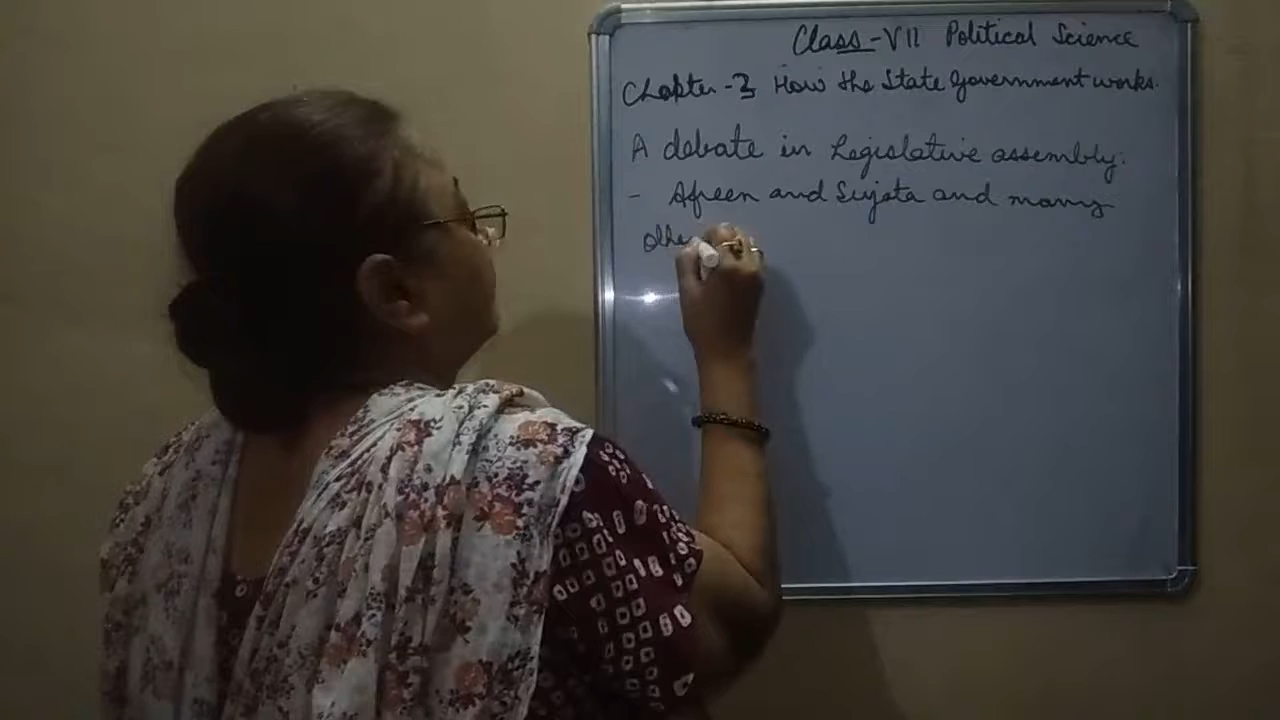 Class-VII Political Science
Chapter-3 How the State Government works.
A debate in Legislative assembly.
- Afreen and Sujata and many
othe